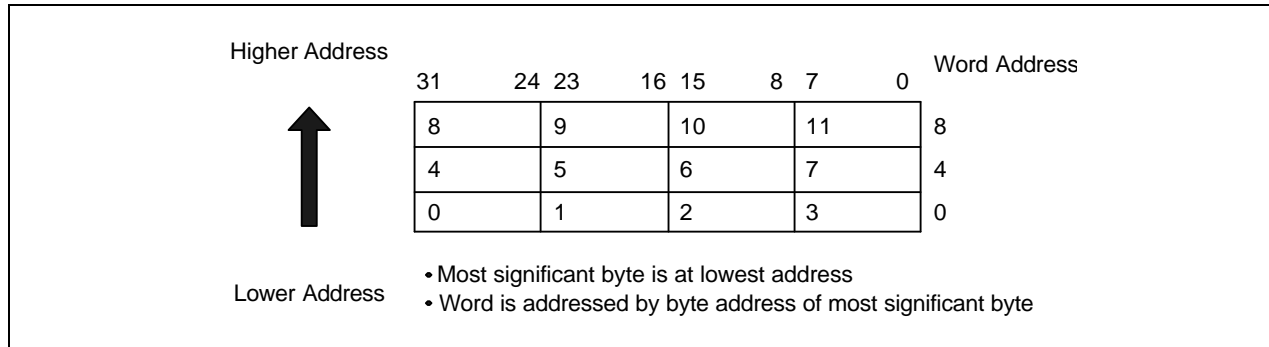 Higher Address
Word Address
31 24 23 16 15 8 7 0
8 9 10 11 8
4 5 6 7 4
0 1 2 3 0
Lower Address
• Most significant byte is at lowest address
• Word is addressed by byte address of most significant byte